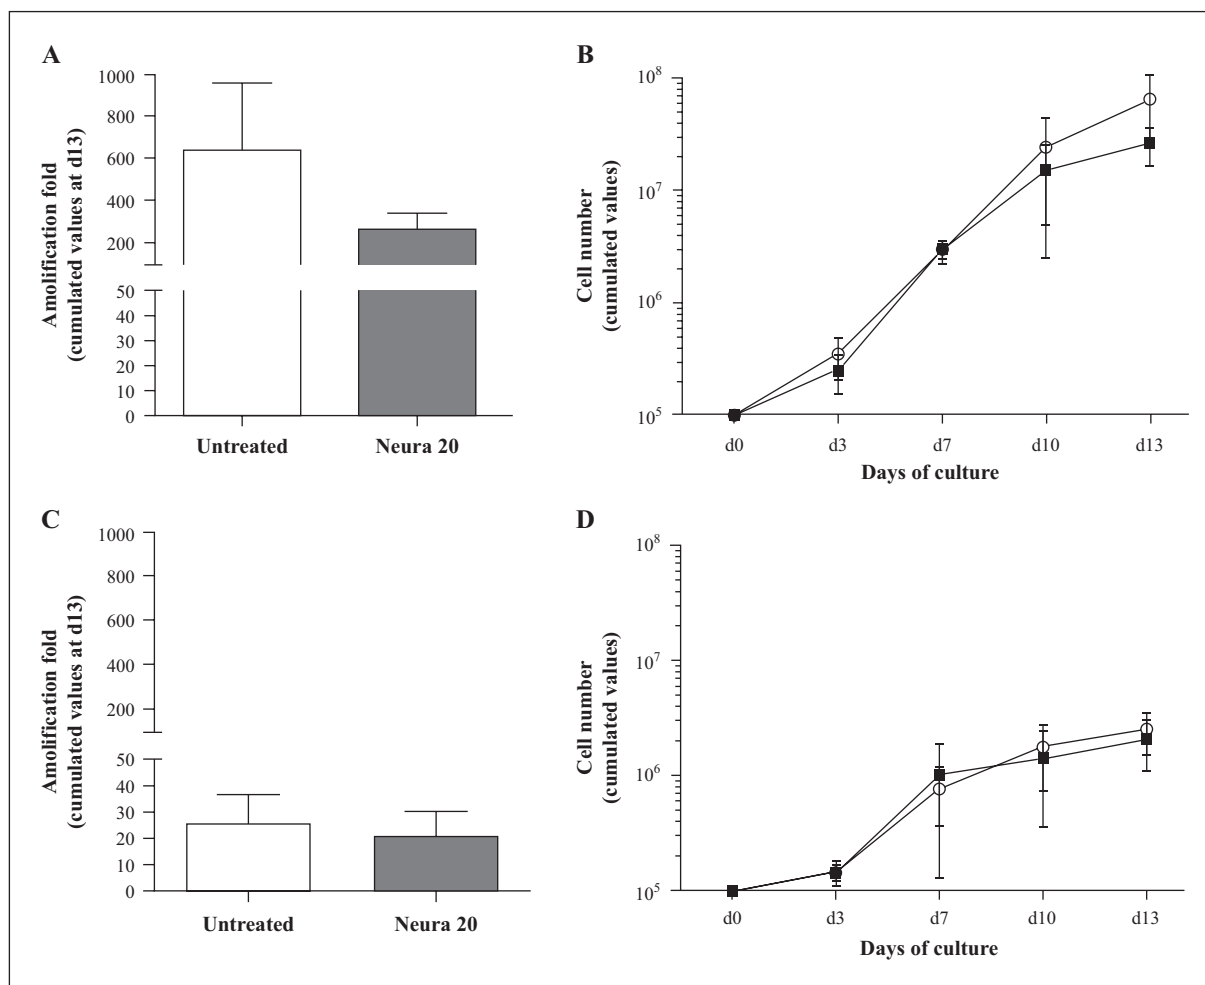 A
Amolification fold
(cumulated values at d13)
1000
800
600
400
200
50
40
30
20
10
0
Untreated
Neura 20
B
Cell number
(cumulated values)
10⁸
10⁷
10⁶
10⁵
d0
d3
d7
d10
d13
Days of culture
C
Amolification fold
(cumulated values at d13)
1000
800
600
400
200
50
40
30
20
10
0
Untreated
Neura 20
D
Cell number
(cumulated values)
10⁸
10⁷
10⁶
10⁵
d0
d3
d7
d10
d13
Days of culture